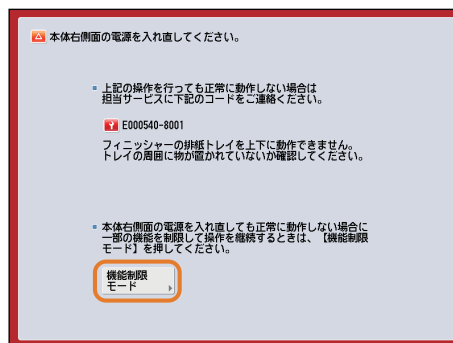 本体右側面の電源を入れ直してください。
上記の操作を行っても正常に動作しない場合は
担当サービスに下記のコードをご連絡ください。
E000540-8001
フィニッシャーの排紙トレイを上下に動作できません。
トレイの周囲に物が置かれていないか確認してください。
本体右側面の電源を入れ直しても正常に動作しない場合に
一部の機能を制限して操作を継続するときは、【機能制限
モード】を押してください。
機能制限
モード